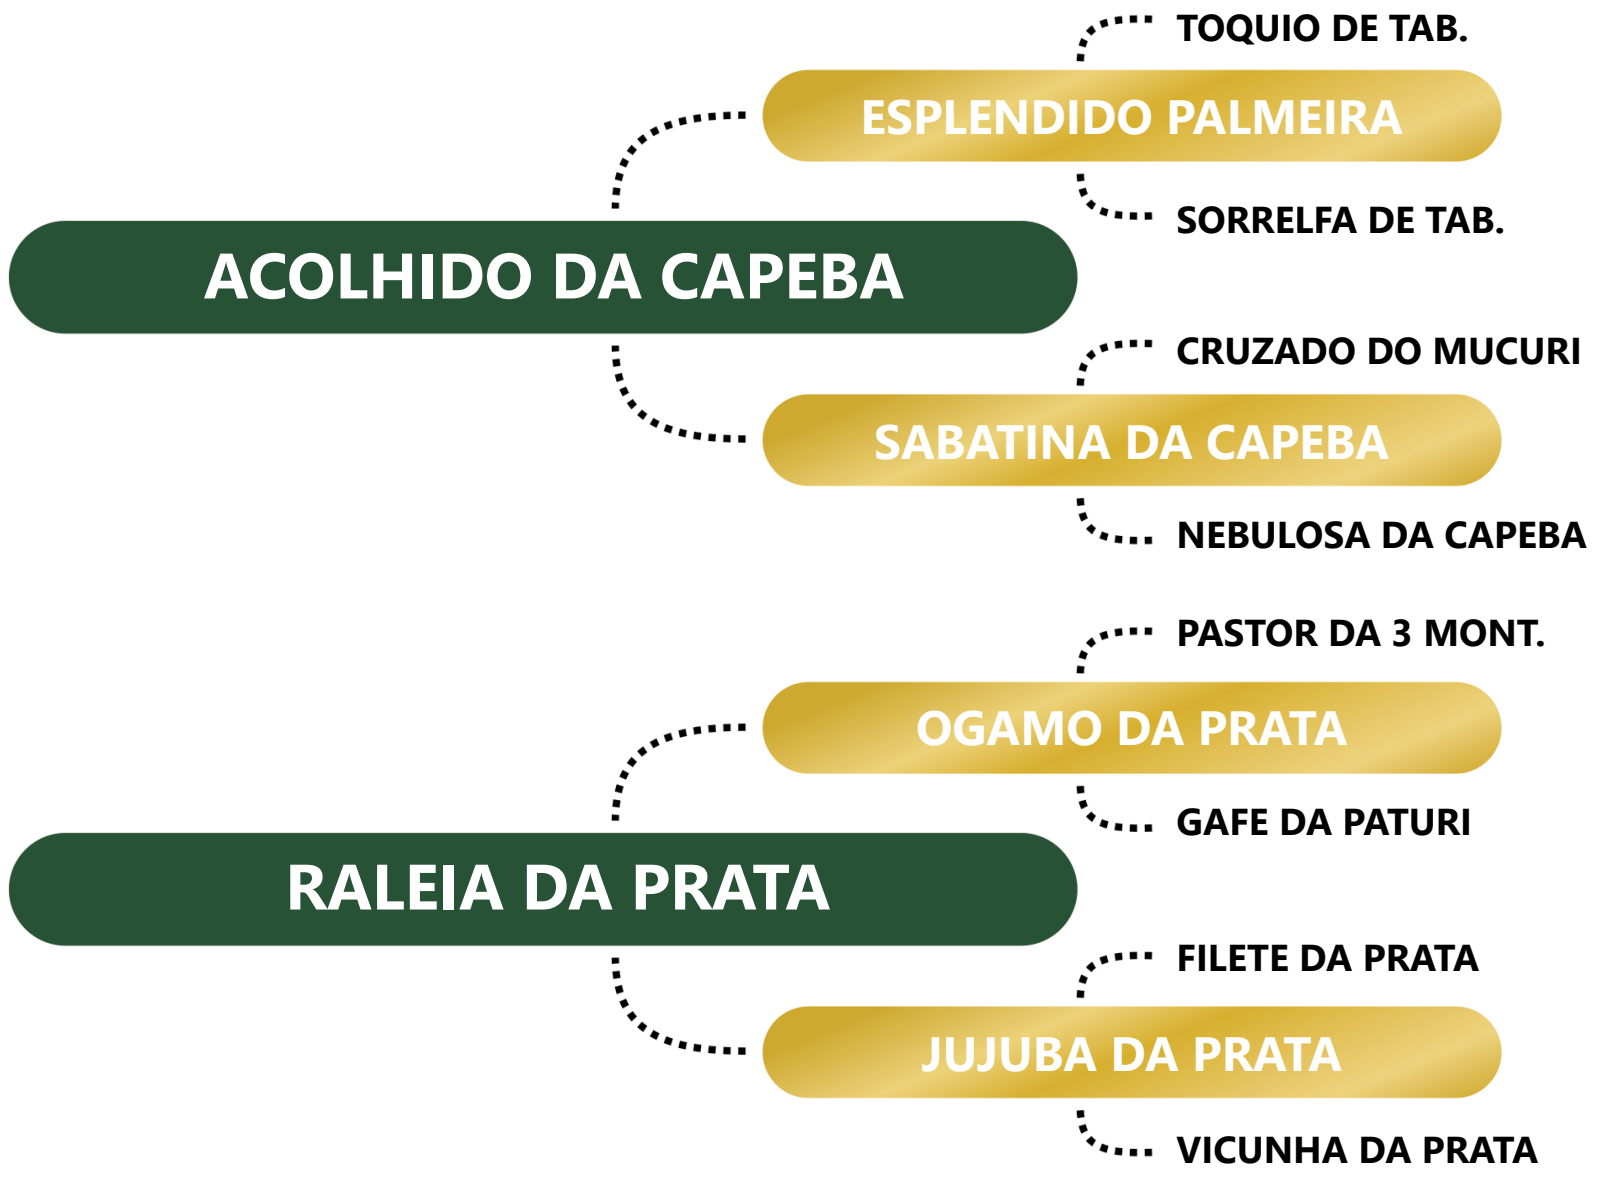 TOQUIO DE TAB.
ESPLENDIDO PALMEIRA
SORRELFA DE TAB.
ACOLHIDO DA CAPEBA
CRUZADO DO MUCURI
SABATINA DA CAPEBA
NEBULOSA DA CAPEBA
PASTOR DA 3 MONT.
OGAMO DA PRATA
GAFE DA PATURI
RALEIA DA PRATA
FILETE DA PRATA
JUJUBA DA PRATA
VICUNHA DA PRATA